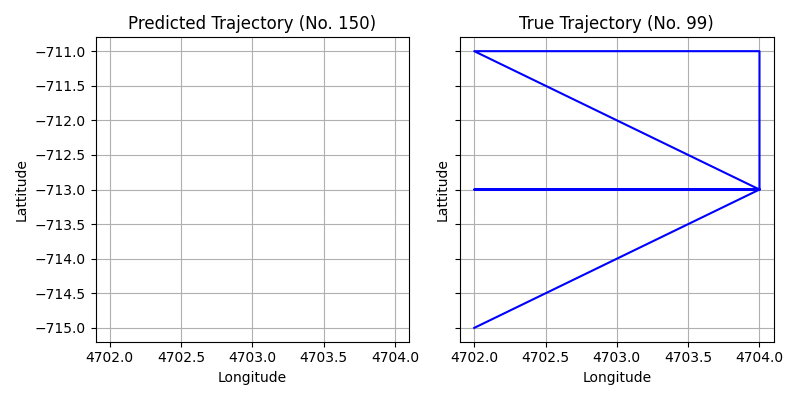 Predicted Trajectory (No. 150)
True Trajectory (No. 99)
−711.0
−711.5
−712.0
−712.5
−713.0
−713.5
−714.0
−714.5
−715.0
Lattitude
Lattitude
4702.0 4702.5 4703.0 4703.5 4704.0
4702.0 4702.5 4703.0 4703.5 4704.0
Longitude
Longitude